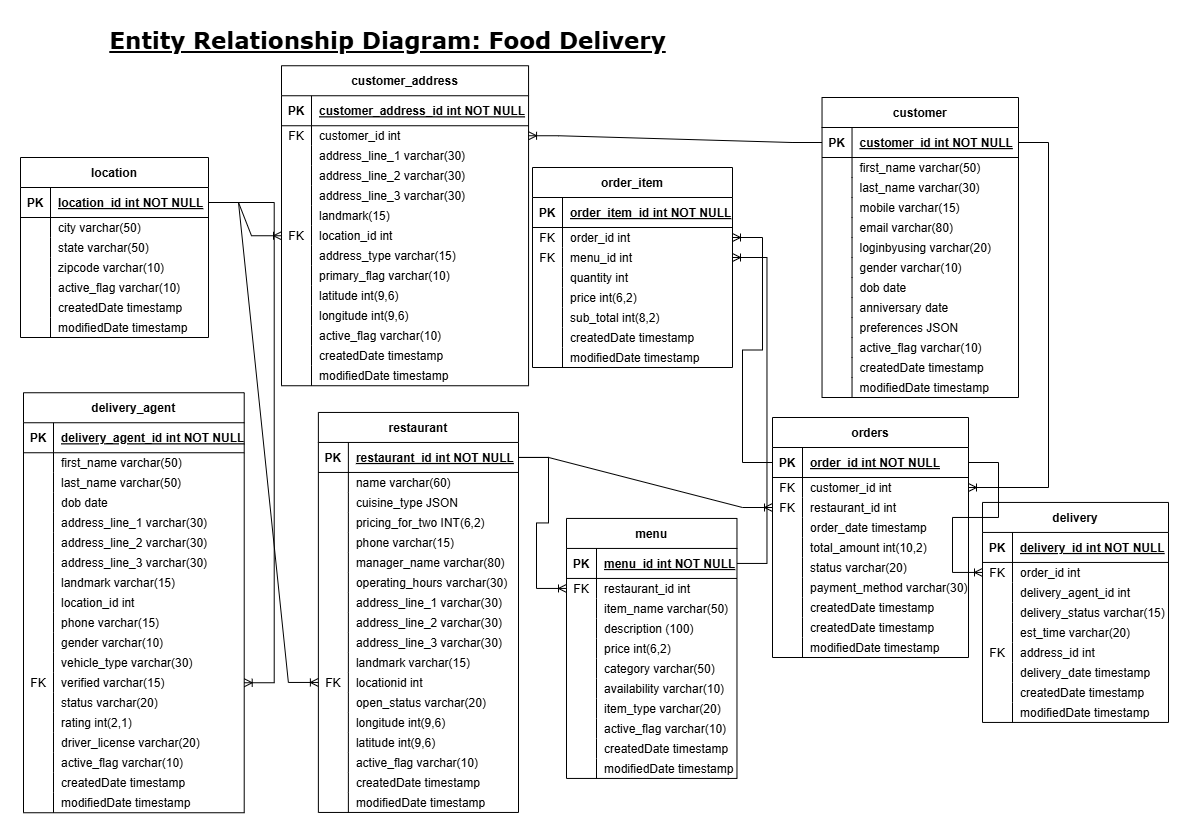 Entity Relationship Diagram: Food Delivery
customer_address
PK customer_address_id int NOT NULL
FK customer_id int
address_line_1 varchar(30)
address_line_2 varchar(30)
address_line_3 varchar(30)
landmark(15)
FK location_id int
address_type varchar(15)
primary_flag varchar(10)
latitude int(9,6)
longitude int(9,6)
active_flag varchar(10)
createdDate timestamp
modifiedDate timestamp
customer
PK customer_id int NOT NULL
first_name varchar(50)
last_name varchar(30)
mobile varchar(15)
email varchar(80)
loginbyusing varchar(20)
gender varchar(10)
dob date
anniversary date
preferences JSON
active_flag varchar(10)
createdDate timestamp
modifiedDate timestamp
location
PK location_id int NOT NULL
city varchar(50)
state varchar(50)
zipcode varchar(10)
active_flag varchar(10)
createdDate timestamp
modifiedDate timestamp
order_item
PK order_item_id int NOT NULL
FK order_id int
FK menu_id int
quantity int
price int(6,2)
sub_total int(8,2)
createdDate timestamp
modifiedDate timestamp
delivery_agent
PK delivery_agent_id int NOT NULL
first_name varchar(50)
last_name varchar(50)
dob date
address_line_1 varchar(30)
address_line_2 varchar(30)
address_line_3 varchar(30)
landmark varchar(15)
location_id int
phone varchar(15)
gender varchar(10)
vehicle_type varchar(30)
FK verified varchar(15)
status varchar(20)
rating int(2,1)
driver_license varchar(20)
active_flag varchar(10)
createdDate timestamp
modifiedDate timestamp
restaurant
PK restaurant_id int NOT NULL
name varchar(60)
cuisine_type JSON
pricing_for_two INT(6,2)
phone varchar(15)
manager_name varchar(80)
operating_hours varchar(30)
address_line_1 varchar(30)
address_line_2 varchar(30)
address_line_3 varchar(30)
landmark varchar(15)
FK locationid int
open_status varchar(20)
longitude int(9,6)
latitude int(9,6)
active_flag varchar(10)
createdDate timestamp
modifiedDate timestamp
menu
PK menu_id int NOT NULL
FK restaurant_id int
item_name varchar(50)
description (100)
price int(6,2)
category varchar(50)
availability varchar(10)
item_type varchar(20)
active_flag varchar(10)
createdDate timestamp
modifiedDate timestamp
orders
PK order_id int NOT NULL
FK customer_id int
FK restaurant_id int
order_date timestamp
total_amount int(10,2)
status varchar(20)
payment_method varchar(30)
createdDate timestamp
createdDate timestamp
modifiedDate timestamp
delivery
PK delivery_id int NOT NULL
FK order_id int
delivery_agent_id int
delivery_status varchar(15)
est_time varchar(20)
FK address_id int
delivery_date timestamp
createdDate timestamp
modifiedDate timestamp